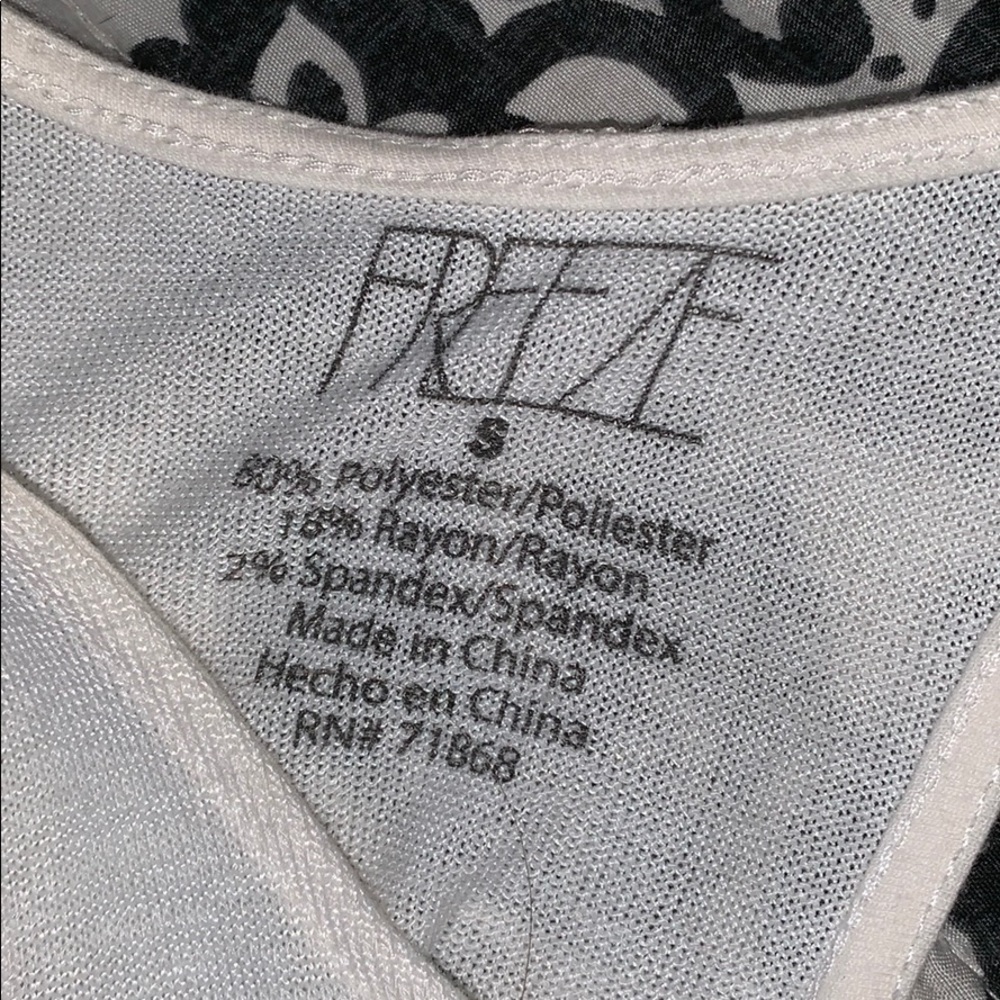 FREEZE
S
80% Polyester/Poliester
18% Rayon/Rayon
2% Spandex/Spandex
Made in China
Hecho en China.
RN# 71868